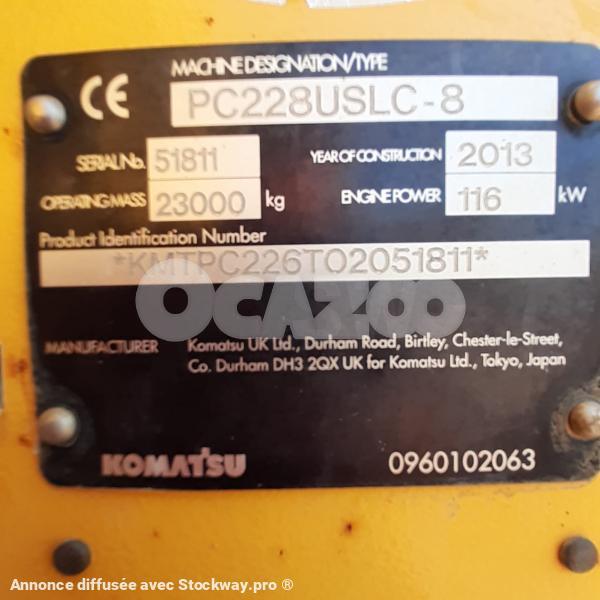 CE
MACHINE DESIGNATION/TYPE
PC228USLC-8
SERIAL No. 51811 YEAR OF CONSTRUCTION 2013
OPERATING MASS 23000 kg ENGINE POWER 116 kW
Product Identification Number
*KMTPC226T02051811*
OCAZOO
MANUFACTURER Komatsu UK Ltd., Durham Road, Birtley, Chester-le-Street,
Co. Durham DH3 2QX UK for Komatsu Ltd., Tokyo, Japan
KOMATSU 0960102063
Annonce diffusée avec Stockway.pro ®